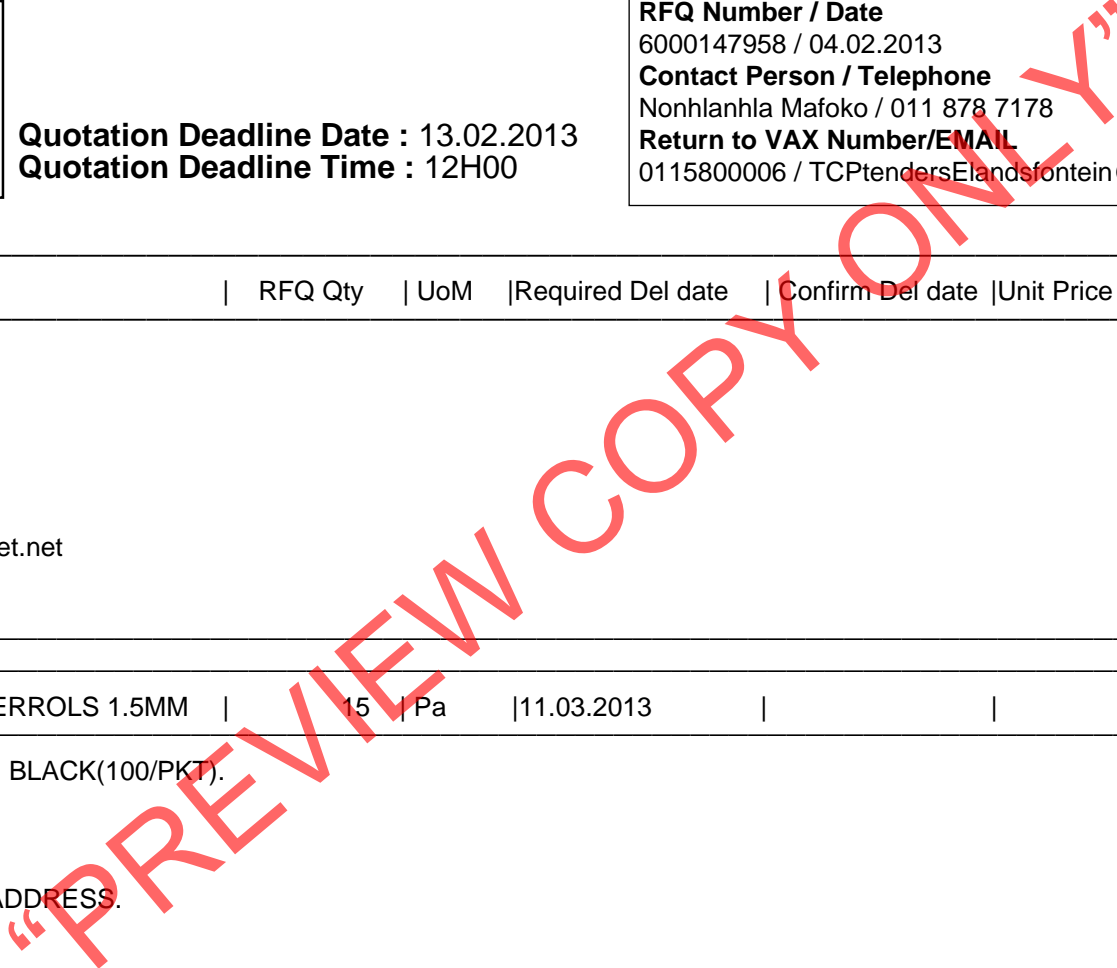 RFQ Number / Date
6000147958 / 04.02.2013
Contact Person / Telephone
Nonhlanhla Mafoko / 011 878 7178
Return to VAX Number/EMAIL
0115800006 / TCPtendersElandsfontein
Quotation Deadline Date : 13.02.2013
Quotation Deadline Time : 12H00
| RFQ Qty | UoM |Required Del date | Confirm Del date |Unit Price
et.net
ERROLS 1.5MM | 15 | Pa |11.03.2013 | |
BLACK(100/PKT).
ADDRESS.
“PREVIEW COPY ONLY”